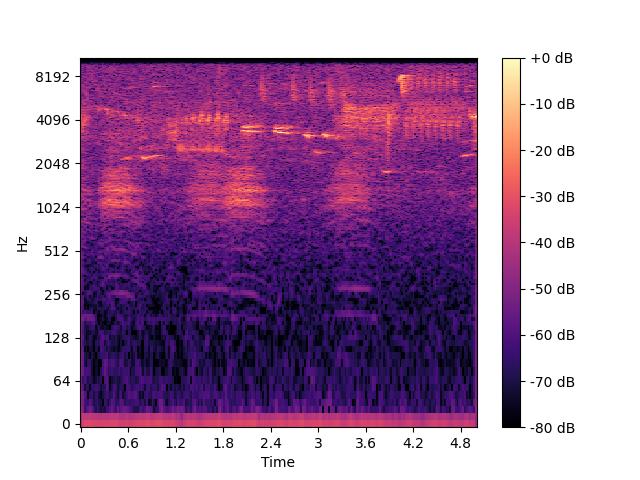 8192
4096
2048
1024
512
256
128
64
0
Hz
0
0.6
1.2
1.8
2.4
3
3.6
4.2
4.8
Time
+0 dB
-10 dB
-20 dB
-30 dB
-40 dB
-50 dB
-60 dB
-70 dB
-80 dB